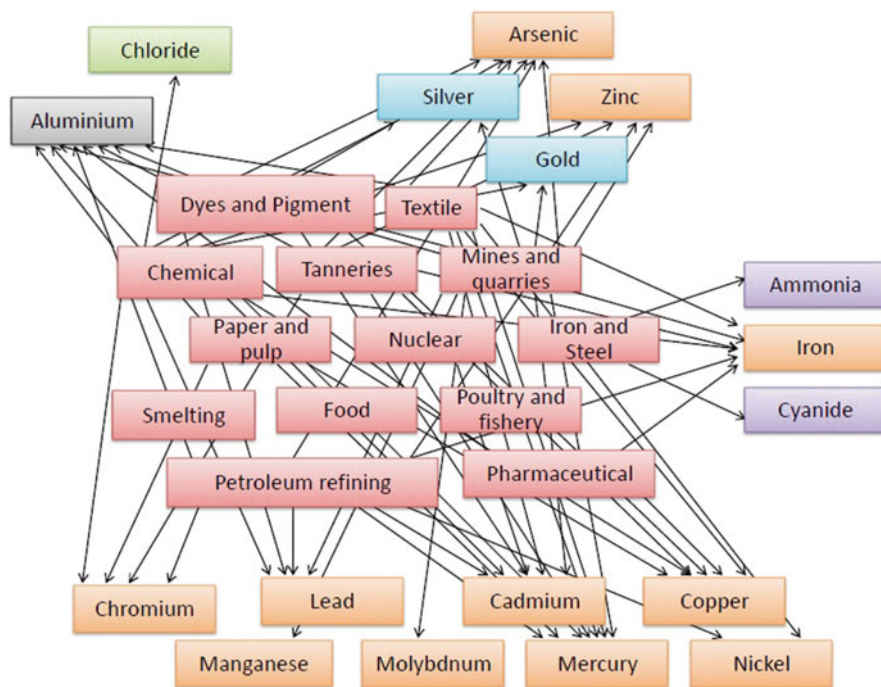 Arsenic
Chloride
Silver
Zinc
Aluminium
Gold
Dyes and Pigment
Textile
Chemical
Tanneries
Mines and
quarries
Ammonia
Paper and
pulp
Nuclear
Iron and
Steel
Iron
Smelting
Food
Poultry and
fishery
Cyanide
Petroleum refining
Pharmaceutical
Chromium
Lead
Cadmium
Copper
Manganese
Molybdnum
Mercury
Nickel